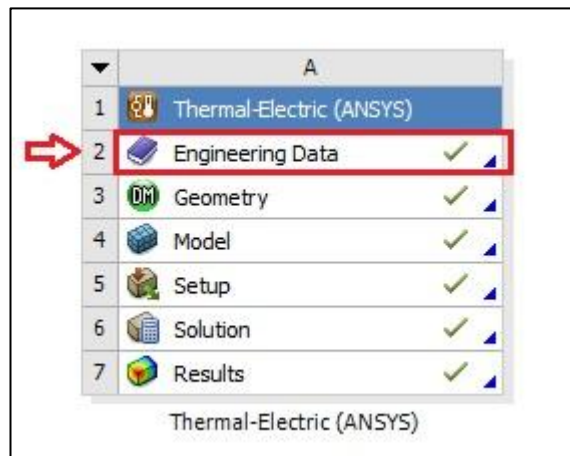 A
1 Thermal-Electric (ANSYS)
2 Engineering Data
3 DM Geometry
4 Model
5 Setup
6 Solution
7 Results
Thermal-Electric (ANSYS)